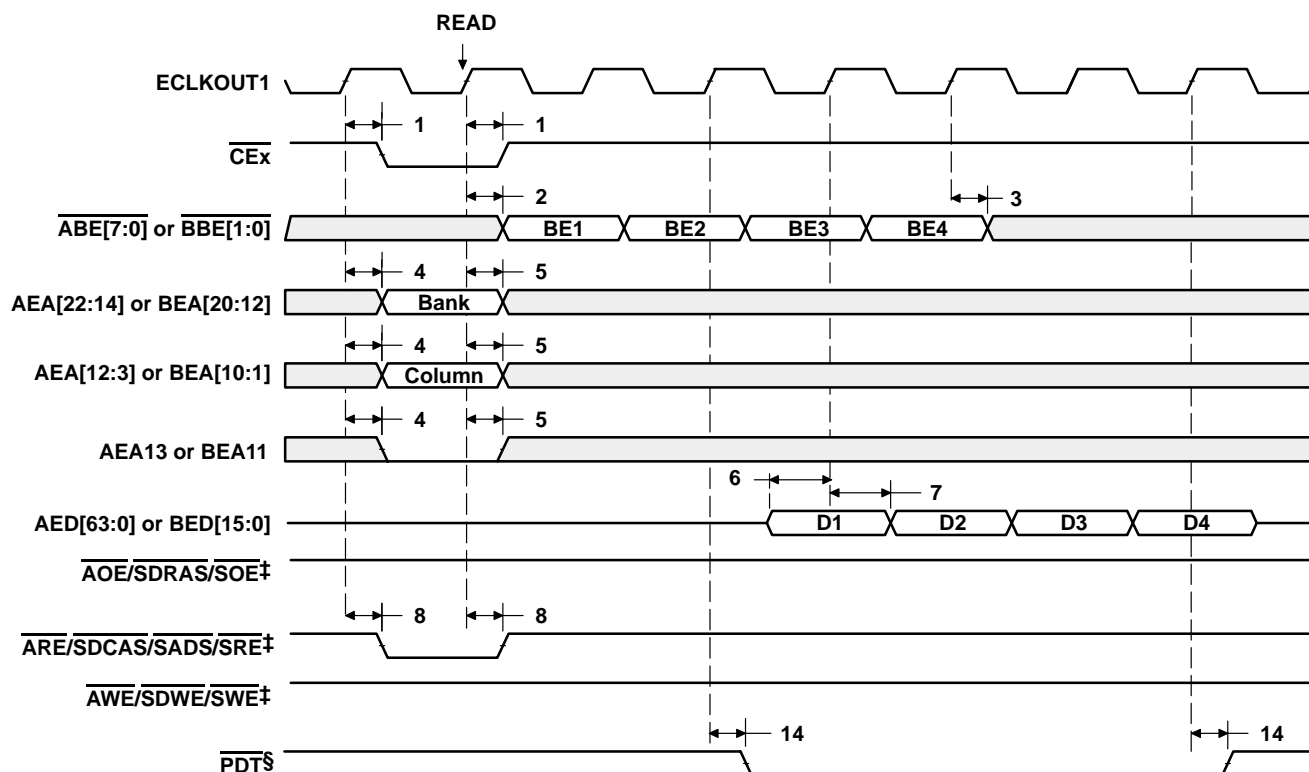 READ
ECLKOUT1
1 1
CEx
2 3
ABE[7:0] or BBE[1:0] BE1 BE2 BE3 BE4
4 5
AEA[22:14] or BEA[20:12] Bank
4 5
AEA[12:3] or BEA[10:1] Column
4 5
AEA13 or BEA11
6 7
AED[63:0] or BED[15:0] D1 D2 D3 D4
AOE/SDRAS/SOE‡
8 8
ARE/SDCAS/SADS/SRE‡
AWE/SDWE/SWE‡
14 14
PDT§